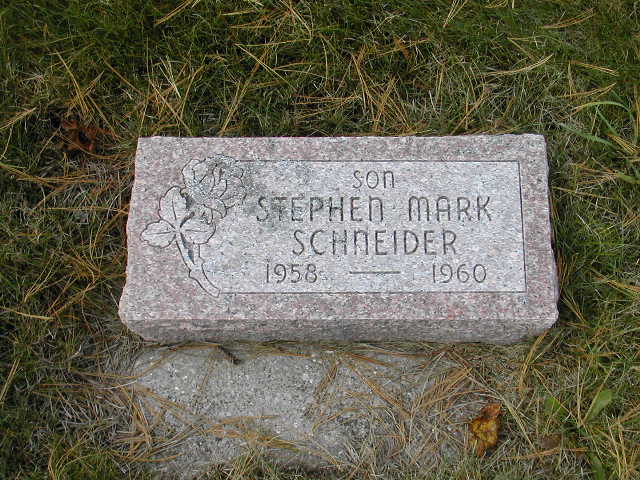 SON
STEPHEN MARK
SCHNEIDER
1958 — 1960